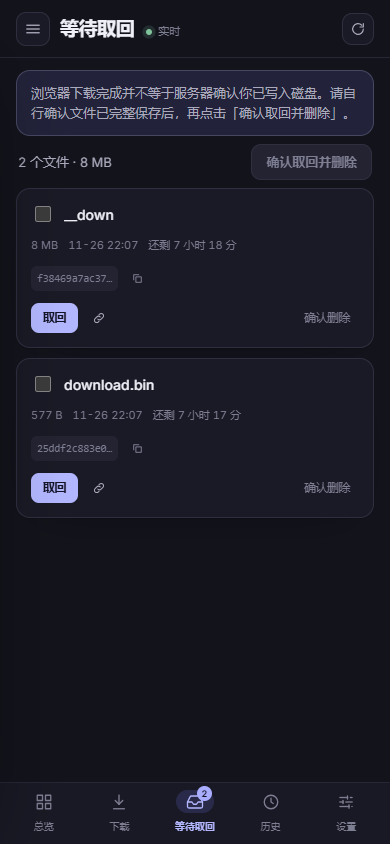 等待取回 实时
浏览器下载完成并不等于服务器确认你已写入磁盘。请自
行确认文件已完整保存后，再点击「确认取回并删除」。
2 个文件 · 8 MB 确认取回并删除
__down
8 MB 11-26 22:07 还剩 7 小时 18 分
f38469a7ac37…
取回 确认删除
download.bin
577 B 11-26 22:07 还剩 7 小时 17 分
25ddf2c883e0…
取回 确认删除
2
总览 下载 等待取回 历史 设置